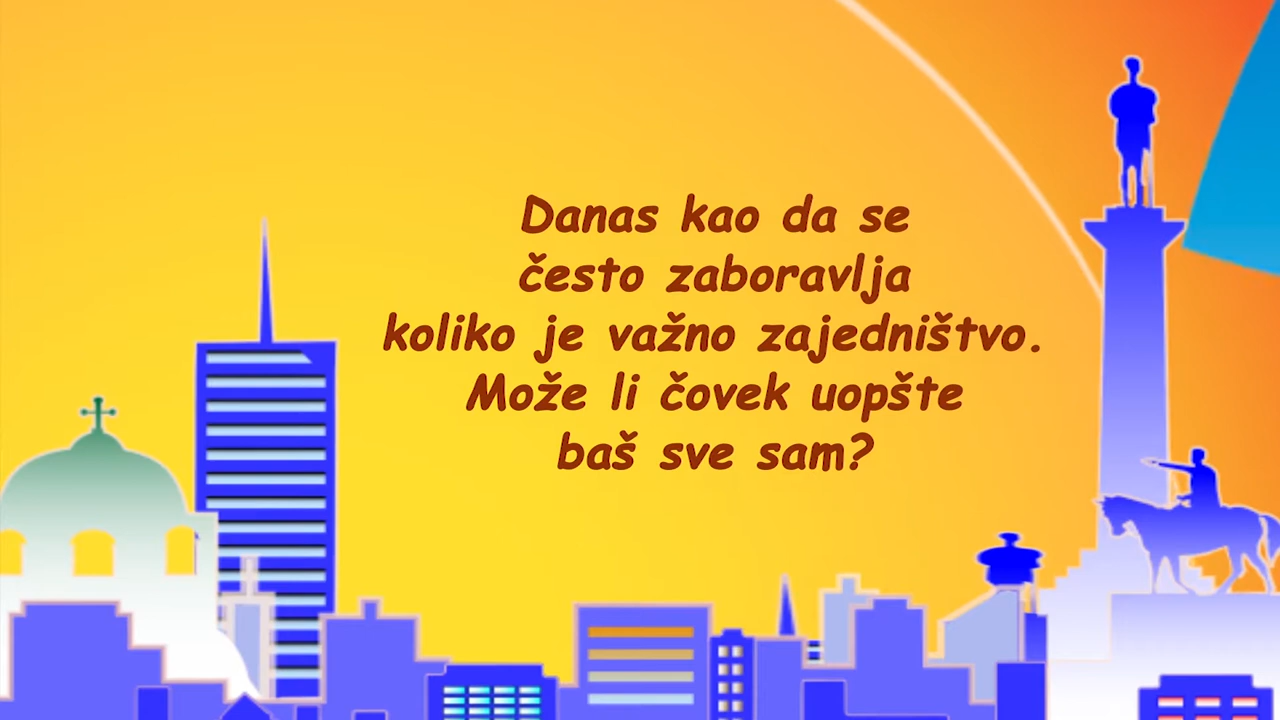 Danas kao da se
često zaboravlja
koliko je važno zajedništvo.
Može li čovek uopšte
baš sve sam?